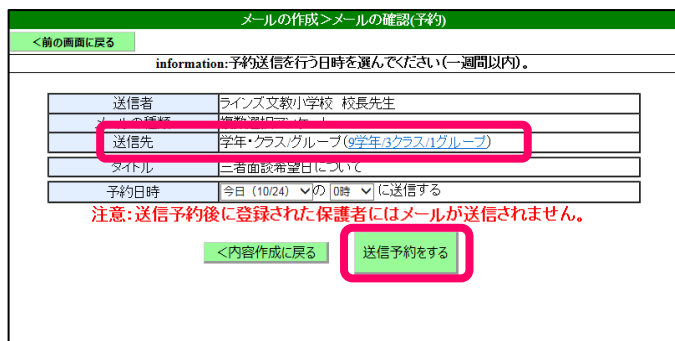 メールの作成>メールの確認(予約)
<前の画面に戻る
information:予約送信を行う日時を選んでください(一週間以内)。
送信者 ラインズ文教小学校 校長先生
メールの種類 複数選択アンケート
送信先 学年・クラス/グループ(9学年/3クラス/1グループ)
タイトル 三者面談希望日について
予約日時 今日 (10/24) の 0時 に送信する
注意:送信予約後に登録された保護者にはメールが送信されません。
<内容作成に戻る 送信予約をする